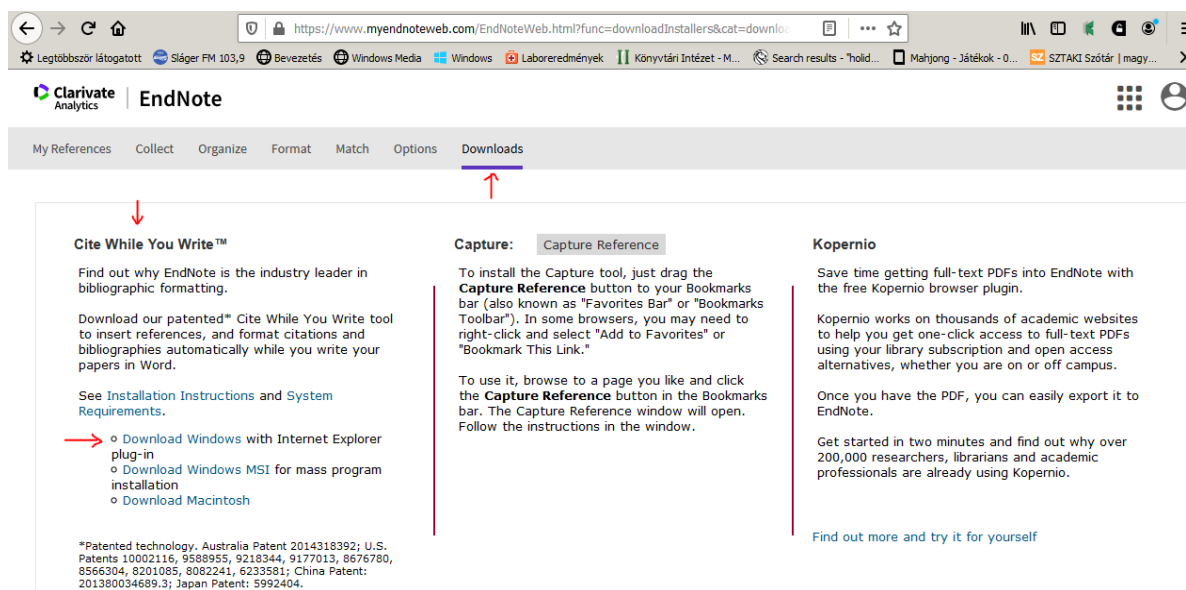 https://www.myendnoteweb.com/EndNoteWeb.html?func=downloadInstallers&cat=downloa
Legtöbbször látogatott Sláger FM 103,9 Bevezetés Windows Media Windows Laboreredmények Könyvtári Intézet - M... Search results - "holid... Mahjong - Játékok - 0... SZ SZTAKI Szótár | magy...
Clarivate
Analytics
EndNote
My References Collect Organize Format Match Options Downloads
Cite While You Write™
Find out why EndNote is the industry leader in
bibliographic formatting.
Download our patented* Cite While You Write tool
to insert references, and format citations and
bibliographies automatically while you write your
papers in Word.
See Installation Instructions and System
Requirements.
Download Windows with Internet Explorer
plug-in
Download Windows MSI for mass program
installation
Download Macintosh
*Patented technology. Australia Patent 2014318392; U.S.
Patents 10002116, 9588955, 9218344, 9177013, 8676780,
8566304, 8201085, 8082241, 6233581; China Patent:
201380034689.3; Japan Patent: 5992404.
Capture: Capture Reference
To install the Capture tool, just drag the
Capture Reference button to your Bookmarks
bar (also known as "Favorites Bar" or "Bookmarks
Toolbar"). In some browsers, you may need to
right-click and select "Add to Favorites" or
"Bookmark This Link."
To use it, browse to a page you like and click
the Capture Reference button in the Bookmarks
bar. The Capture Reference window will open.
Follow the instructions in the window.
Kopernio
Save time getting full-text PDFs into EndNote with
the free Kopernio browser plugin.
Kopernio works on thousands of academic websites
to help you get one-click access to full-text PDFs
using your library subscription and open access
alternatives, whether you are on or off campus.
Once you have the PDF, you can easily export it to
EndNote.
Get started in two minutes and find out why over
200,000 researchers, librarians and academic
professionals are already using Kopernio.
Find out more and try it for yourself